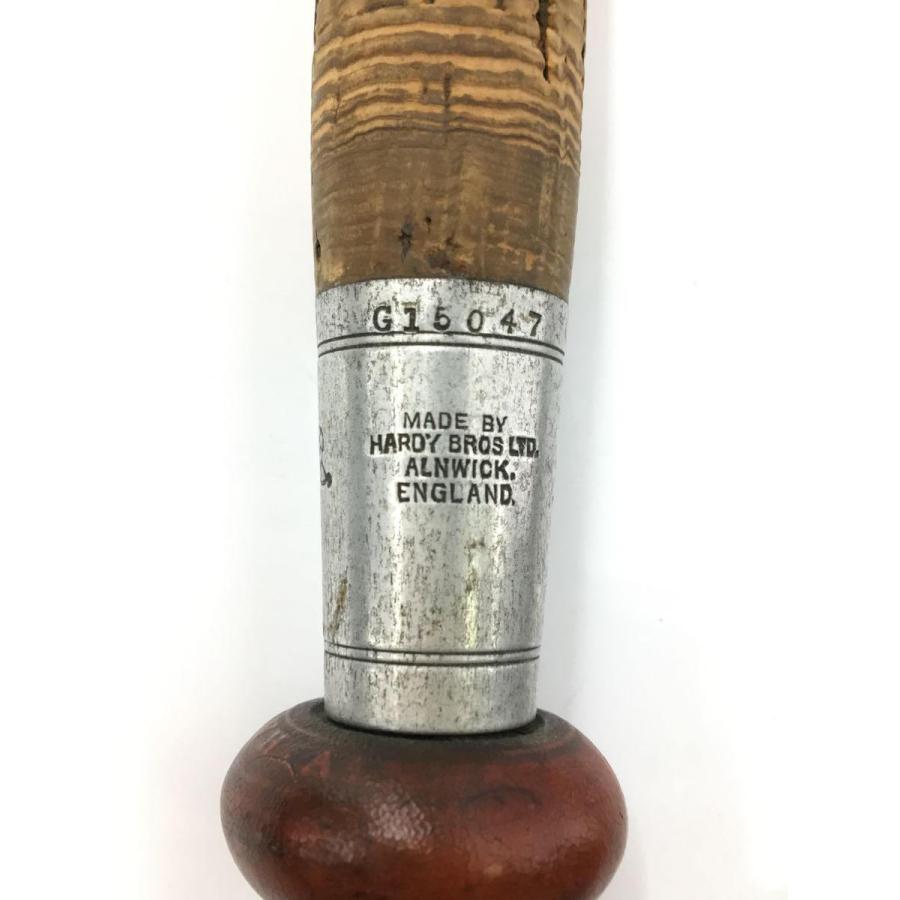 G15047
MADE BY
HARDY BROS LTD.
ALNWICK.
ENGLAND.